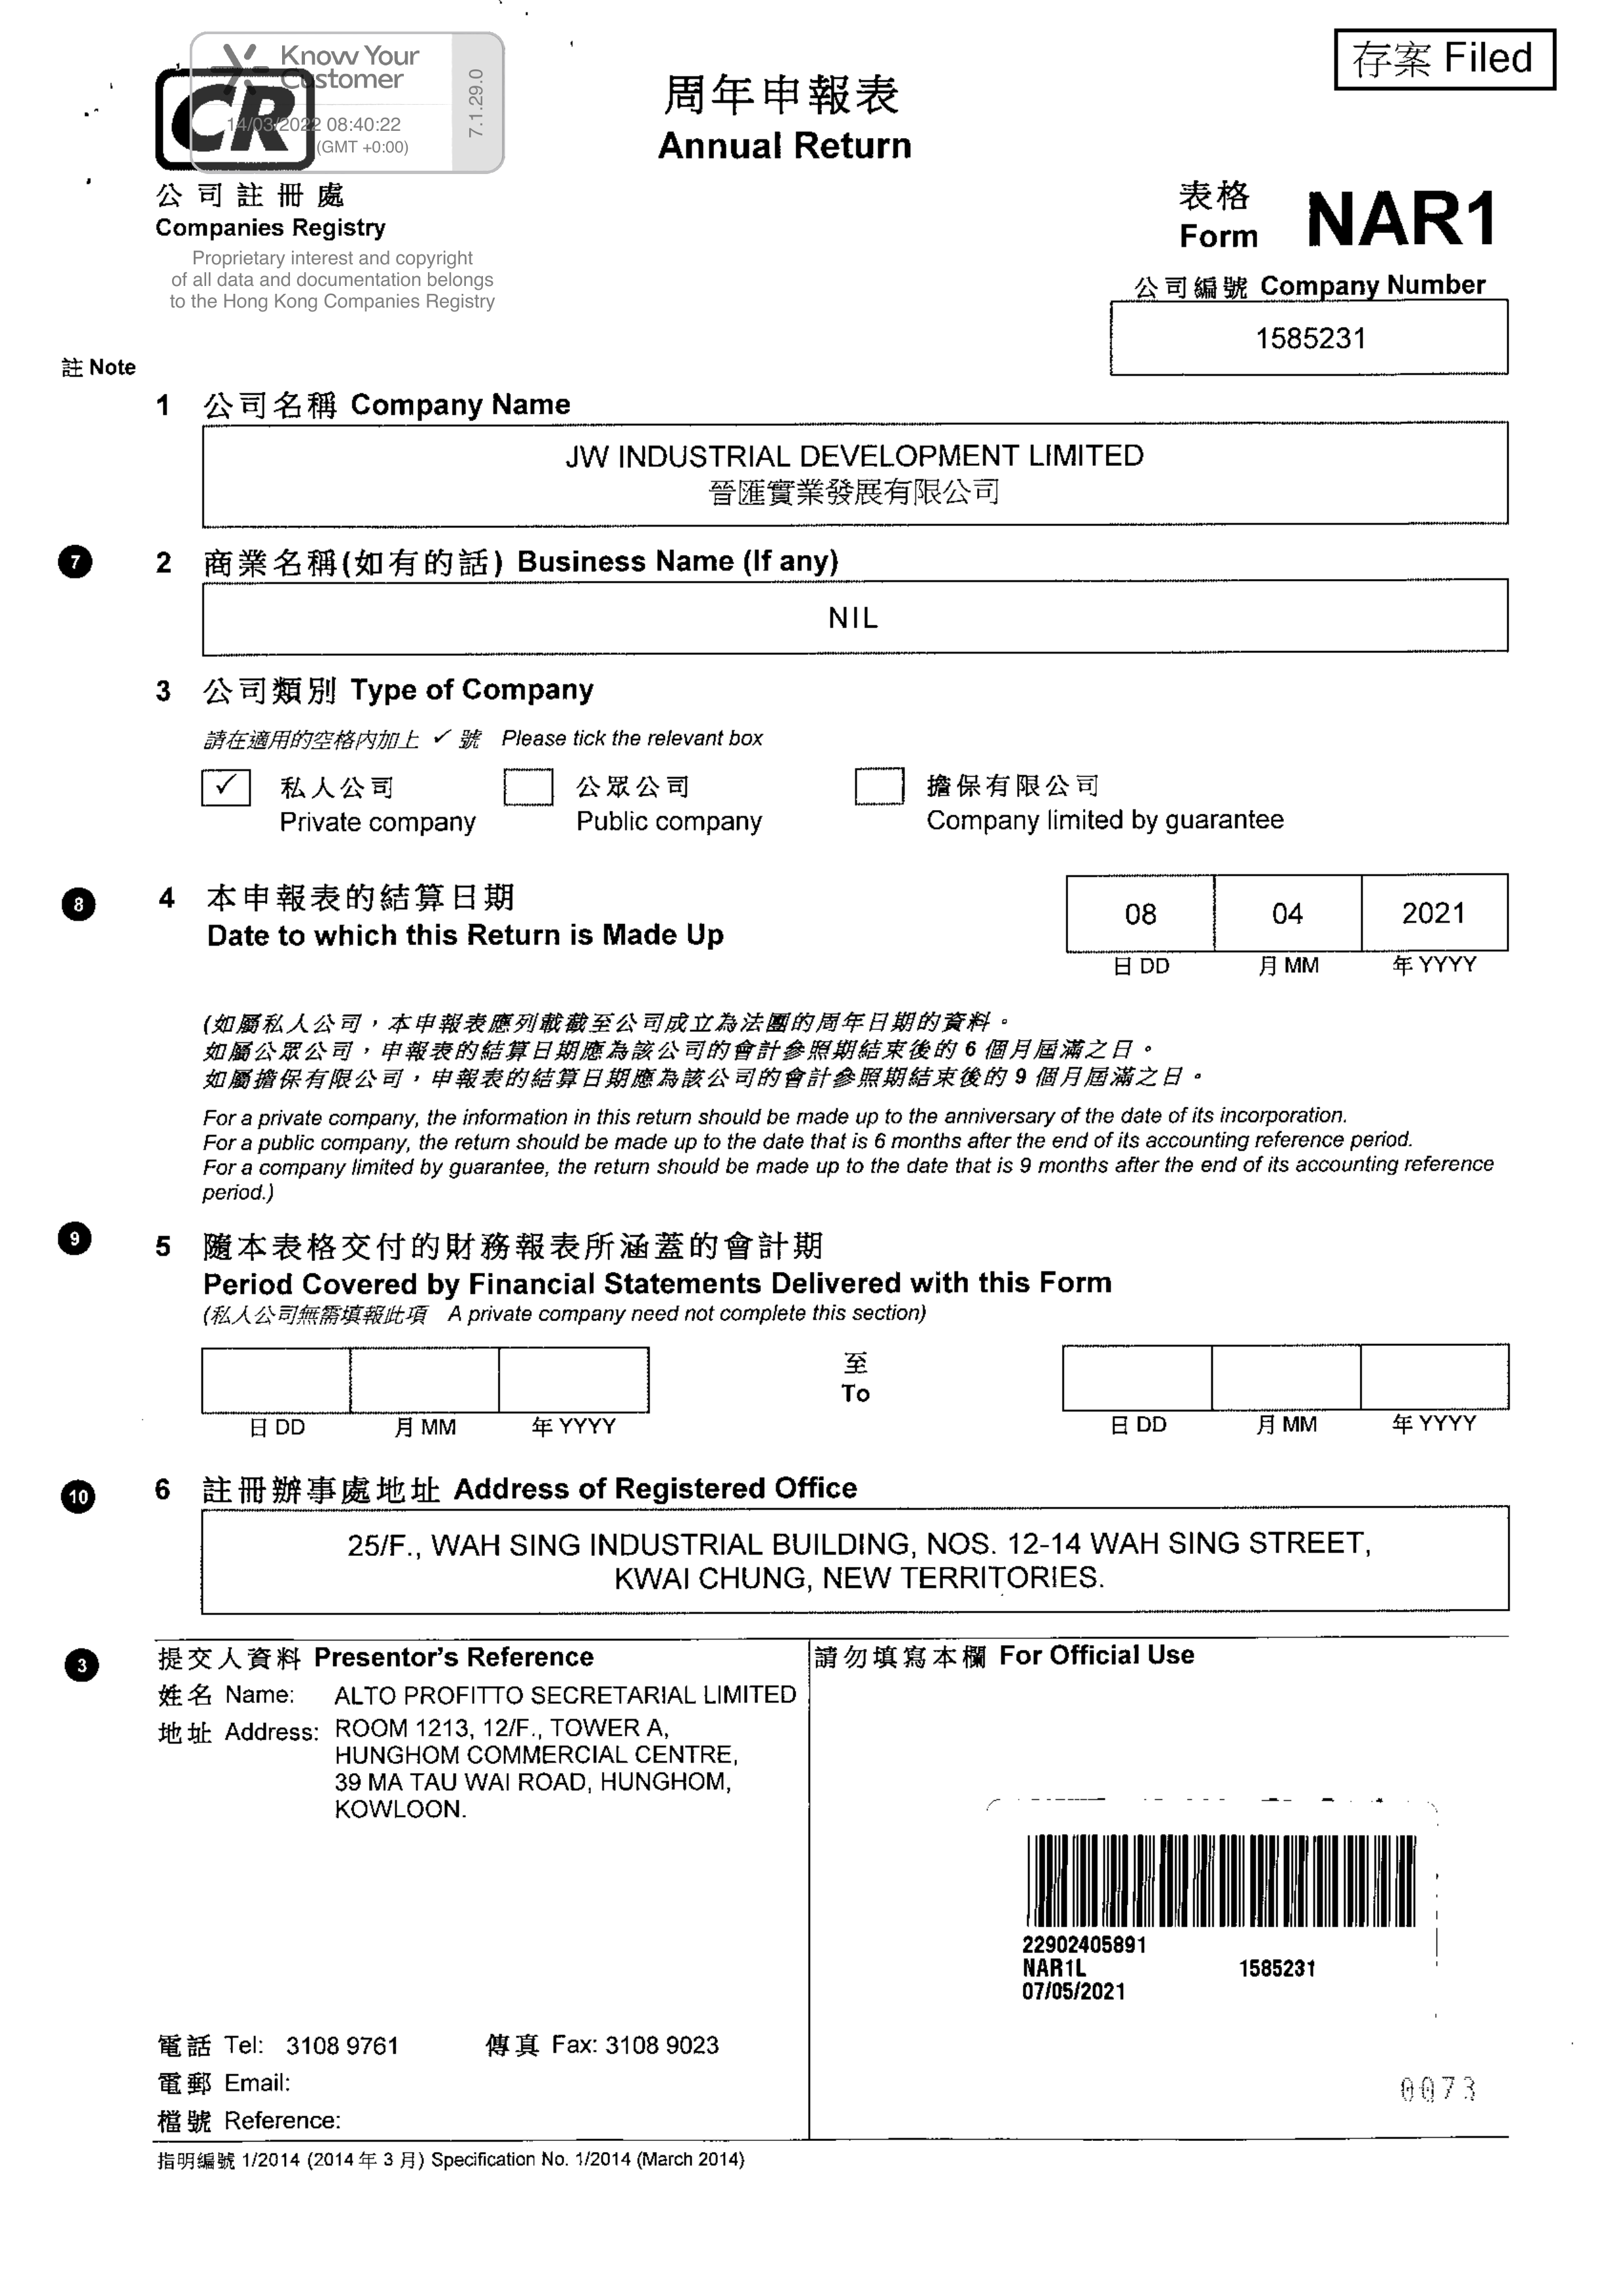 存案 Filed
Know Your
Customer
14/03/2022 08:40:22
(GMT +0:00)
7.1.29.0
CR
公司註冊處
Companies Registry
Proprietary interest and copyright
of all data and documentation belongs
to the Hong Kong Companies Registry
周年申報表
Annual Return
表格
Form NAR1
公司編號 Company Number
1585231
註 Note
1 公司名稱 Company Name
JW INDUSTRIAL DEVELOPMENT LIMITED
晉匯實業發展有限公司
7 2 商業名稱(如有的話) Business Name (If any)
NIL
3 公司類別 Type of Company
請在適用的空格內加上 ✓ 號 Please tick the relevant box
✓ 私人公司 公眾公司 擔保有限公司
Private company Public company Company limited by guarantee
8 4 本申報表的結算日期
Date to which this Return is Made Up
08 04 2021
日 DD 月 MM 年 YYYY
(如屬私人公司，本申報表應列載截至公司成立為法團的周年日期的資料。
如屬公眾公司，申報表的結算日期應為該公司的會計參照期結束後的 6 個月屆滿之日。
如屬擔保有限公司，申報表的結算日期應為該公司的會計參照期結束後的 9 個月屆滿之日。
For a private company, the information in this return should be made up to the anniversary of the date of its incorporation.
For a public company, the return should be made up to the date that is 6 months after the end of its accounting reference period.
For a company limited by guarantee, the return should be made up to the date that is 9 months after the end of its accounting reference
period.)
9 5 隨本表格交付的財務報表所涵蓋的會計期
Period Covered by Financial Statements Delivered with this Form
(私人公司無需填報此項 A private company need not complete this section)
至
To
日 DD 月 MM 年 YYYY 日 DD 月 MM 年 YYYY
10 6 註冊辦事處地址 Address of Registered Office
25/F., WAH SING INDUSTRIAL BUILDING, NOS. 12-14 WAH SING STREET,
KWAI CHUNG, NEW TERRITORIES.
3 提交人資料 Presentor's Reference
姓名 Name: ALTO PROFITTO SECRETARIAL LIMITED
地址 Address: ROOM 1213, 12/F., TOWER A,
HUNGHOM COMMERCIAL CENTRE,
39 MA TAU WAI ROAD, HUNGHOM,
KOWLOON.
電話 Tel: 3108 9761 傳真 Fax: 3108 9023
電郵 Email:
檔號 Reference:
請勿填寫本欄 For Official Use
22902405891
NAR1L 1585231
07/05/2021
0073
指明編號 1/2014 (2014 年 3 月) Specification No. 1/2014 (March 2014)